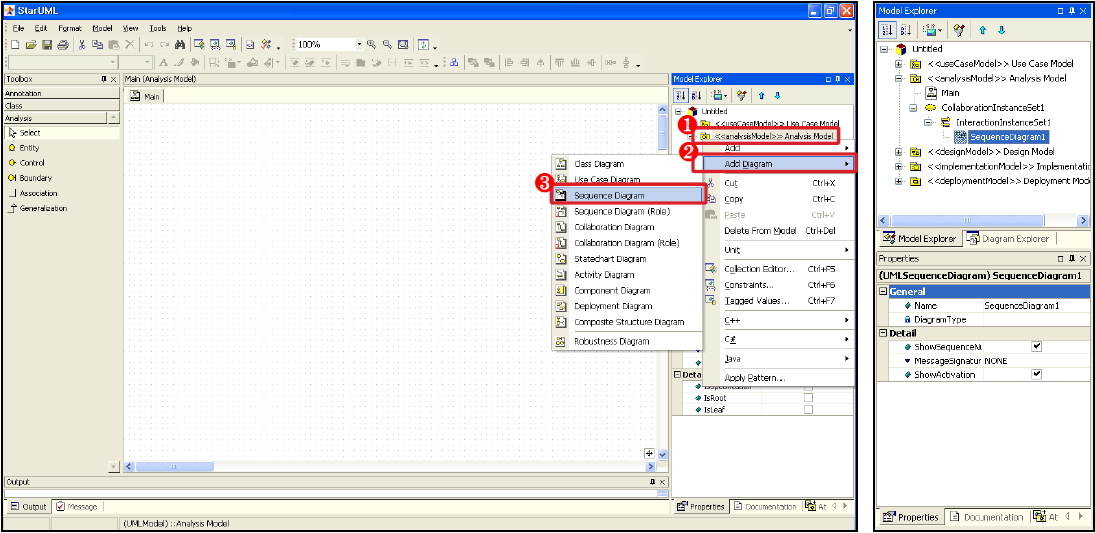 StarUML
File Edit Format Model View Tools Help
100%
Toolbox
Annotation
Class
Analysis
Select
Entity
Control
Boundary
Association
Generalization
Main (Analysis Model)
Main
Model Explorer
Untitled
<<useCaseModel>> Use Case Model
1
<<analysisModel>> Analysis Model
2
Add
Add Diagram
Cut Ctrl+X
Copy Ctrl+C
Paste Ctrl+V
Delete From Model Ctrl+Del
Unit
Collection Editor... Ctrl+F5
Constraints... Ctrl+F6
Tagged Values... Ctrl+F7
C++
C#
Java
Apply Pattern...
Class Diagram
Use Case Diagram
3
Sequence Diagram
Sequence Diagram (Role)
Collaboration Diagram
Collaboration Diagram (Role)
Statechart Diagram
Activity Diagram
Component Diagram
Deployment Diagram
Composite Structure Diagram
Robustness Diagram
Deta
IsSpecification
IsRoot
IsLeaf
Output
Output Message
Properties Documentation At
(UMLModel) ::Analysis Model
Model Explorer
Untitled
<<useCaseModel>> Use Case Model
<<analysisModel>> Analysis Model
Main
CollaborationInstanceSet1
InteractionInstanceSet1
SequenceDiagram1
<<designModel>> Design Model
<<implementationModel>> Implementatic
<<deploymentModel>> Deployment Mod
Model Explorer Diagram Explorer
Properties
(UMLSequenceDiagram) SequenceDiagram1
General
Name SequenceDiagram1
DiagramType
Detail
ShowSequenceNu
MessageSignatur NONE
ShowActivation
Properties Documentation At